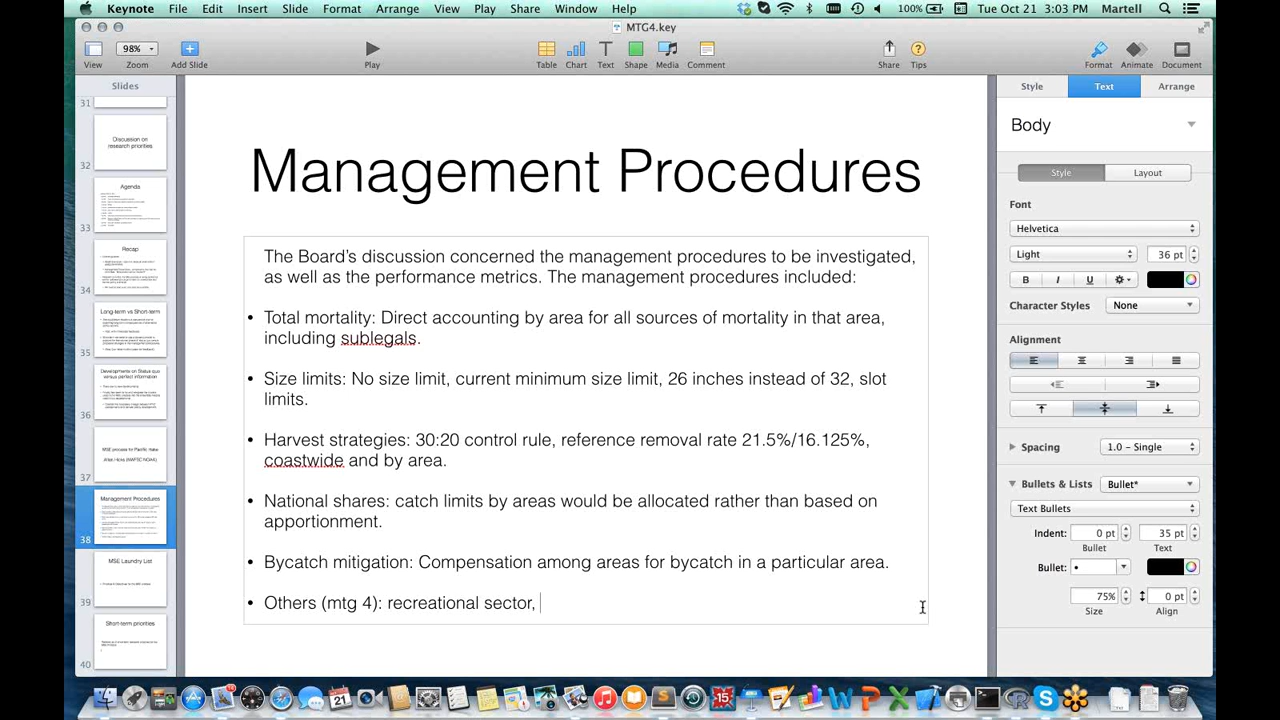 Keynote File Edit Insert Slide Format Arrange View Play Share Window Help 100% Tue Oct 21 3:03 PM Martell
MTG4.key
98%
View Zoom Add Slide Play Table Chart Text Shape Media Comment Share Tips Format Animate Document
Slides
31
Discussion on
research priorities
32
Agenda
33
Recap
34
Long-term vs Short-term
35
Developments on Status quo
versus perfect information
36
MSE process for Pacific Hake
37
Management Procedures
38
MSE Laundry List
39
Short-term priorities
40
Management Procedures
The Board's discussion concerned the management procedures to be investigated,
as well as the performance metrics. The management procedures included:
• Total mortality: Direct accounting by area for all sources of mortality in that area,
including sublegals.
• Size limits: No size limit, current minimum size limit, 26 inches instead of 32, slot
limits.
• Harvest strategies: 30:20 control rule, reference removal rate 21.5%/16.125%,
coastwide and by area.
• National shares: catch limits by areas would be allocated rather than based on
apportionment.
• Bycatch mitigation: Compensation among areas for bycatch in a particular area.
• Others (mtg 4): recreational sector,
Style Text Arrange
Body
Style Layout
Font
Helvetica
Light 36 pt
B I U
Character Styles None
Alignment
Spacing 1.0 - Single
Bullets & Lists Bullet*
Text Bullets
Indent: 0 pt 35 pt
Bullet Text
Bullet: •
75% 0 pt
Size Align
21
15